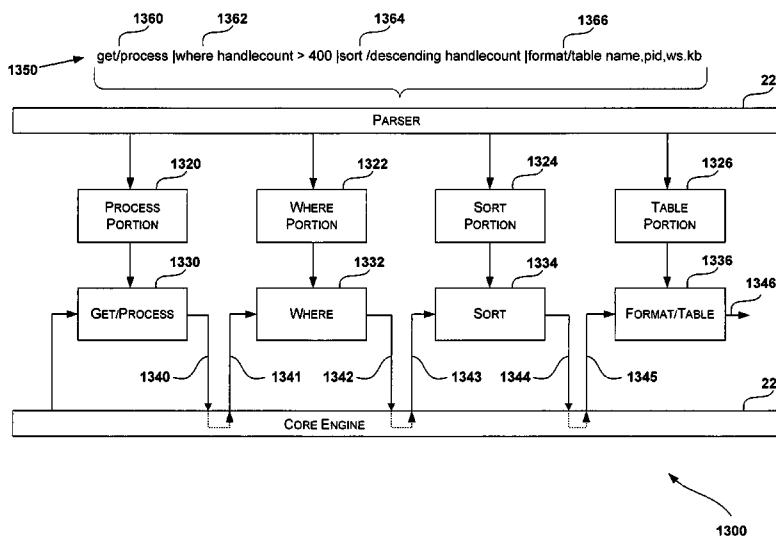 1360
1362
1364
1366
1350
get/process |where handlecount > 400 |sort /descending handlecount |format/table name,pid,ws.kb
22
PARSER
1320
1322
1324
1326
PROCESS PORTION
WHERE PORTION
SORT PORTION
TABLE PORTION
1330
1332
1334
1336
1346
GET/PROCESS
WHERE
SORT
FORMAT/TABLE
1340
1341
1342
1343
1344
1345
22
CORE ENGINE
1300